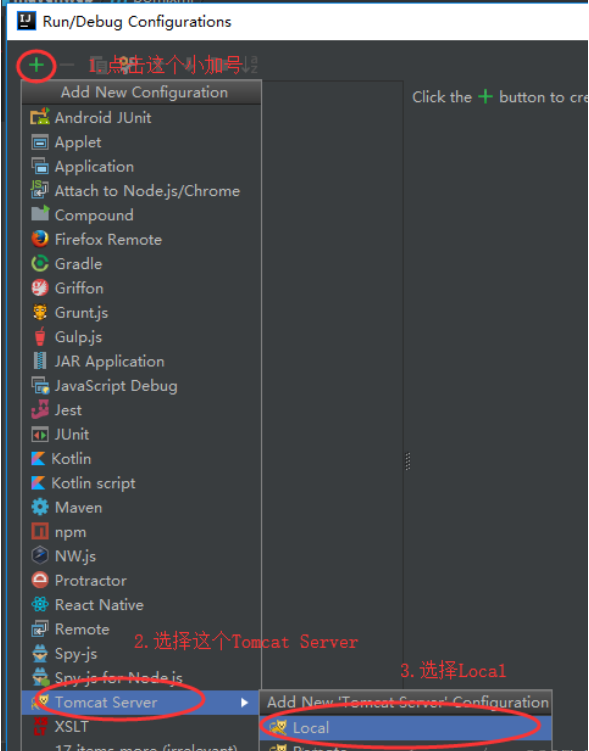 Run/Debug Configurations
1.点击这个小加号
Add New Configuration
Click the + button to cre
Android JUnit
Applet
Application
Attach to Node.js/Chrome
Compound
Firefox Remote
Gradle
Griffon
Grunt.js
Gulp.js
JAR Application
JavaScript Debug
Jest
JUnit
Kotlin
Kotlin script
Maven
npm
NW.js
Protractor
React Native
Remote
2.选择这个Tomcat Server
Spy-js
3.选择Local
Spy-js for Node.js
Tomcat Server
Add New 'Tomcat Server' Configuration
XSLT
Local
17 items more (irrelevant)
Remote